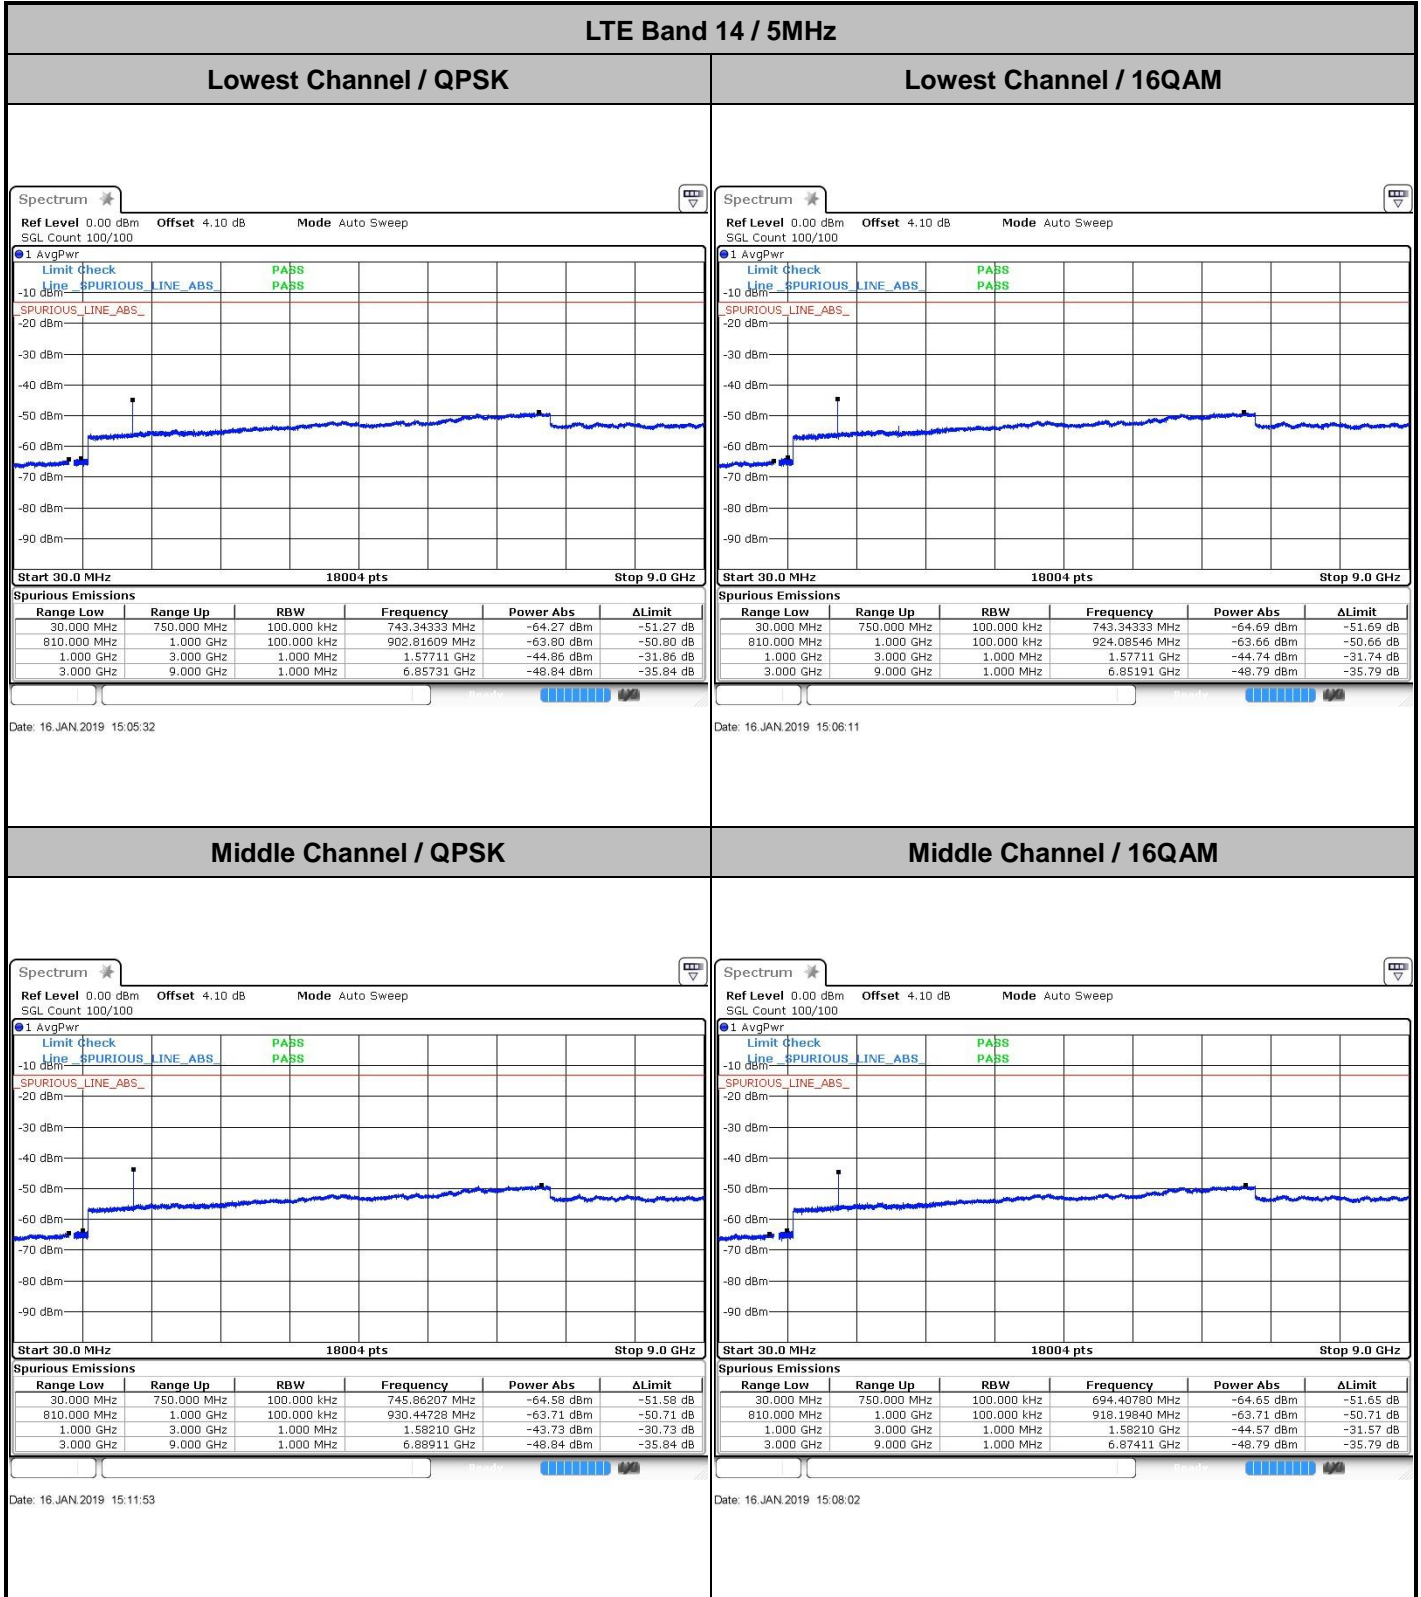 LTE Band 14 / 5MHz
Lowest Channel / QPSK
Lowest Channel / 16QAM
Spectrum
Ref Level 0.00 dBm Offset 4.10 dB Mode Auto Sweep
SGL Count 100/100
1 AvgPwr
Limit Check PASS
Line _SPURIOUS_LINE_ABS_ PASS
-10 dBm
_SPURIOUS_LINE_ABS_
-20 dBm
-30 dBm
-40 dBm
-50 dBm
-60 dBm
-70 dBm
-80 dBm
-90 dBm
Start 30.0 MHz 18004 pts Stop 9.0 GHz
Spurious Emissions
Range Low Range Up RBW Frequency Power Abs ΔLimit
30.000 MHz 750.000 MHz 100.000 kHz 743.34333 MHz -64.27 dBm -51.27 dB
810.000 MHz 1.000 GHz 100.000 kHz 902.81609 MHz -63.80 dBm -50.80 dB
1.000 GHz 3.000 GHz 1.000 MHz 1.57711 GHz -44.86 dBm -31.86 dB
3.000 GHz 9.000 GHz 1.000 MHz 6.85731 GHz -48.84 dBm -35.84 dB
Ready
Date: 16.JAN.2019 15:05:32
Spectrum
Ref Level 0.00 dBm Offset 4.10 dB Mode Auto Sweep
SGL Count 100/100
1 AvgPwr
Limit Check PASS
Line _SPURIOUS_LINE_ABS_ PASS
-10 dBm
_SPURIOUS_LINE_ABS_
-20 dBm
-30 dBm
-40 dBm
-50 dBm
-60 dBm
-70 dBm
-80 dBm
-90 dBm
Start 30.0 MHz 18004 pts Stop 9.0 GHz
Spurious Emissions
Range Low Range Up RBW Frequency Power Abs ΔLimit
30.000 MHz 750.000 MHz 100.000 kHz 743.34333 MHz -64.69 dBm -51.69 dB
810.000 MHz 1.000 GHz 100.000 kHz 924.08546 MHz -63.66 dBm -50.66 dB
1.000 GHz 3.000 GHz 1.000 MHz 1.57711 GHz -44.74 dBm -31.74 dB
3.000 GHz 9.000 GHz 1.000 MHz 6.85191 GHz -48.79 dBm -35.79 dB
Ready
Date: 16.JAN.2019 15:06:11
Middle Channel / QPSK
Middle Channel / 16QAM
Spectrum
Ref Level 0.00 dBm Offset 4.10 dB Mode Auto Sweep
SGL Count 100/100
1 AvgPwr
Limit Check PASS
Line _SPURIOUS_LINE_ABS_ PASS
-10 dBm
_SPURIOUS_LINE_ABS_
-20 dBm
-30 dBm
-40 dBm
-50 dBm
-60 dBm
-70 dBm
-80 dBm
-90 dBm
Start 30.0 MHz 18004 pts Stop 9.0 GHz
Spurious Emissions
Range Low Range Up RBW Frequency Power Abs ΔLimit
30.000 MHz 750.000 MHz 100.000 kHz 745.86207 MHz -64.58 dBm -51.58 dB
810.000 MHz 1.000 GHz 100.000 kHz 930.44728 MHz -63.71 dBm -50.71 dB
1.000 GHz 3.000 GHz 1.000 MHz 1.58210 GHz -43.73 dBm -30.73 dB
3.000 GHz 9.000 GHz 1.000 MHz 6.88911 GHz -48.84 dBm -35.84 dB
Ready
Date: 16.JAN.2019 15:11:53
Spectrum
Ref Level 0.00 dBm Offset 4.10 dB Mode Auto Sweep
SGL Count 100/100
1 AvgPwr
Limit Check PASS
Line _SPURIOUS_LINE_ABS_ PASS
-10 dBm
_SPURIOUS_LINE_ABS_
-20 dBm
-30 dBm
-40 dBm
-50 dBm
-60 dBm
-70 dBm
-80 dBm
-90 dBm
Start 30.0 MHz 18004 pts Stop 9.0 GHz
Spurious Emissions
Range Low Range Up RBW Frequency Power Abs ΔLimit
30.000 MHz 750.000 MHz 100.000 kHz 694.40780 MHz -64.65 dBm -51.65 dB
810.000 MHz 1.000 GHz 100.000 kHz 918.19840 MHz -63.71 dBm -50.71 dB
1.000 GHz 3.000 GHz 1.000 MHz 1.58210 GHz -44.57 dBm -31.57 dB
3.000 GHz 9.000 GHz 1.000 MHz 6.87411 GHz -48.79 dBm -35.79 dB
Ready
Date: 16.JAN.2019 15:08:02